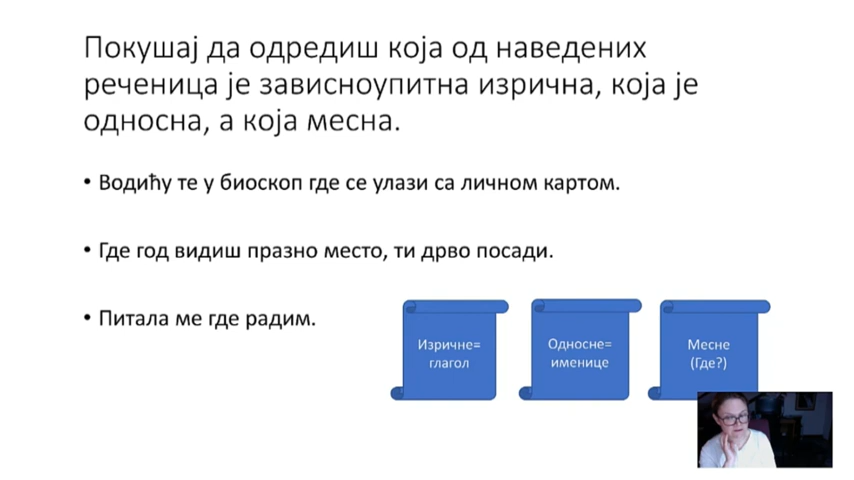 Покушај да одредиш која од наведених
реченица је зависноупитна изрична, која је
односна, а која месна.
• Водићу те у биоскоп где се улази са личном картом.
• Где год видиш празно место, ти дрво посади.
• Питала ме где радим.
Изричне=
глагол
Односне=
именице
Месне
(Где?)